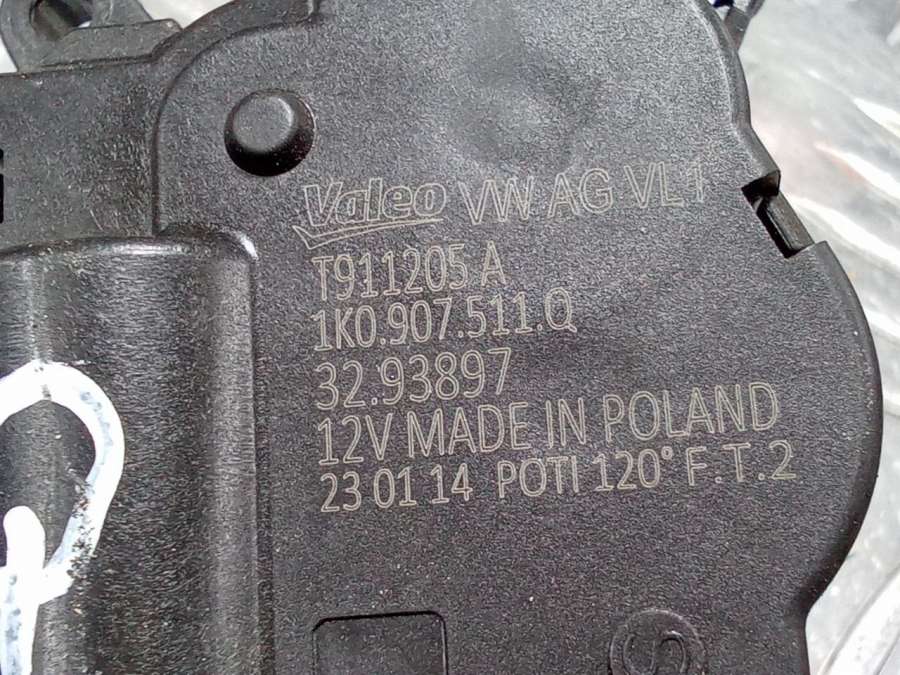 Valeo VW AG VL1
T911205 A
1K0.907.511.Q
32.93897
12V MADE IN POLAND
23 01 14 POTI 120° F.T.2